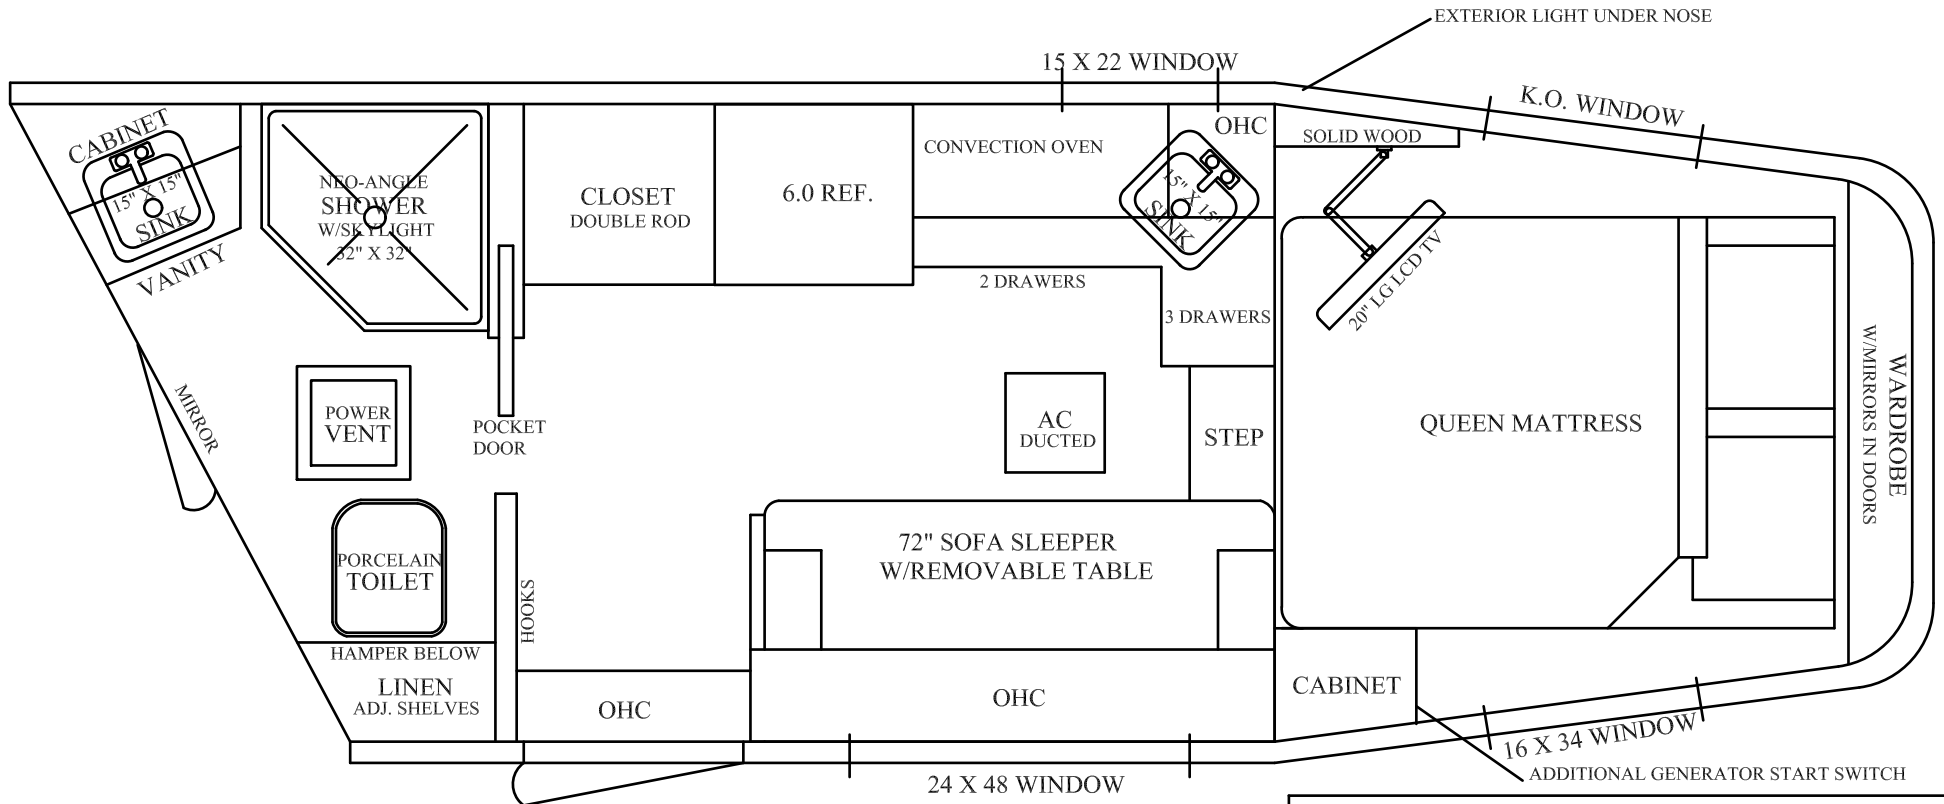 EXTERIOR LIGHT UNDER NOSE
15 X 22 WINDOW
K.O. WINDOW
CABINET
15" X 15"
SINK
VANITY
NEO-ANGLE
SHOWER
W/SKYLIGHT
32" X 32"
CLOSET
DOUBLE ROD
6.0 REF.
CONVECTION OVEN
OHC
15" X 15"
SINK
SOLID WOOD
20" LG LCD TV
2 DRAWERS
3 DRAWERS
MIRROR
POWER
VENT
POCKET
DOOR
AC
DUCTED
STEP
QUEEN MATTRESS
WARDROBE
W/MIRRORS IN DOORS
PORCELAIN
TOILET
HOOKS
72" SOFA SLEEPER
W/REMOVABLE TABLE
HAMPER BELOW
LINEN
ADJ. SHELVES
OHC
OHC
CABINET
16 X 34 WINDOW
24 X 48 WINDOW
ADDITIONAL GENERATOR START SWITCH